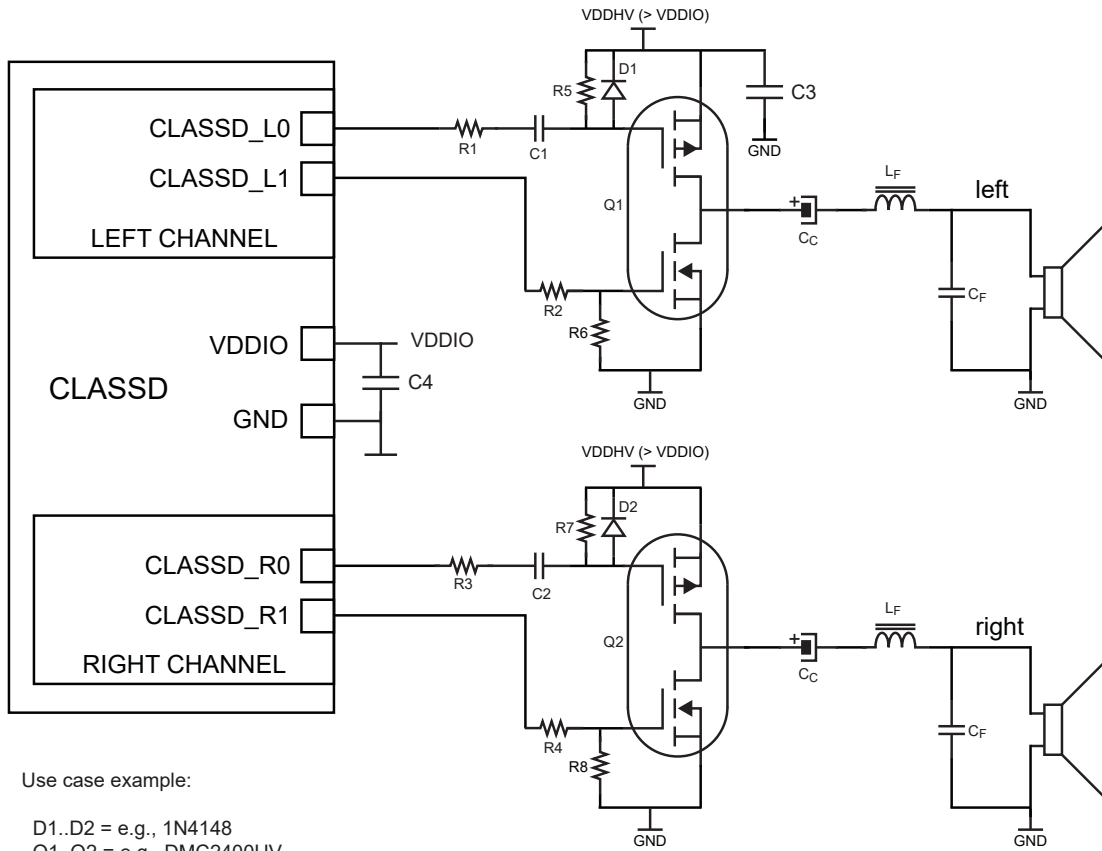 VDDHV (> VDDIO)
D1
R5
C3
CLASSD_L0
R1
C1
GND
CLASSD_L1
LF
left
Q1
+
CC
LEFT CHANNEL
CF
R2
R6
VDDIO
VDDIO
C4
CLASSD
GND
GND
GND
VDDHV (> VDDIO)
D2
R7
CLASSD_R0
R3
C2
CLASSD_R1
LF
right
Q2
+
CC
RIGHT CHANNEL
CF
R4
R8
Use case example:
D1..D2 = e.g., 1N4148
GND
GND